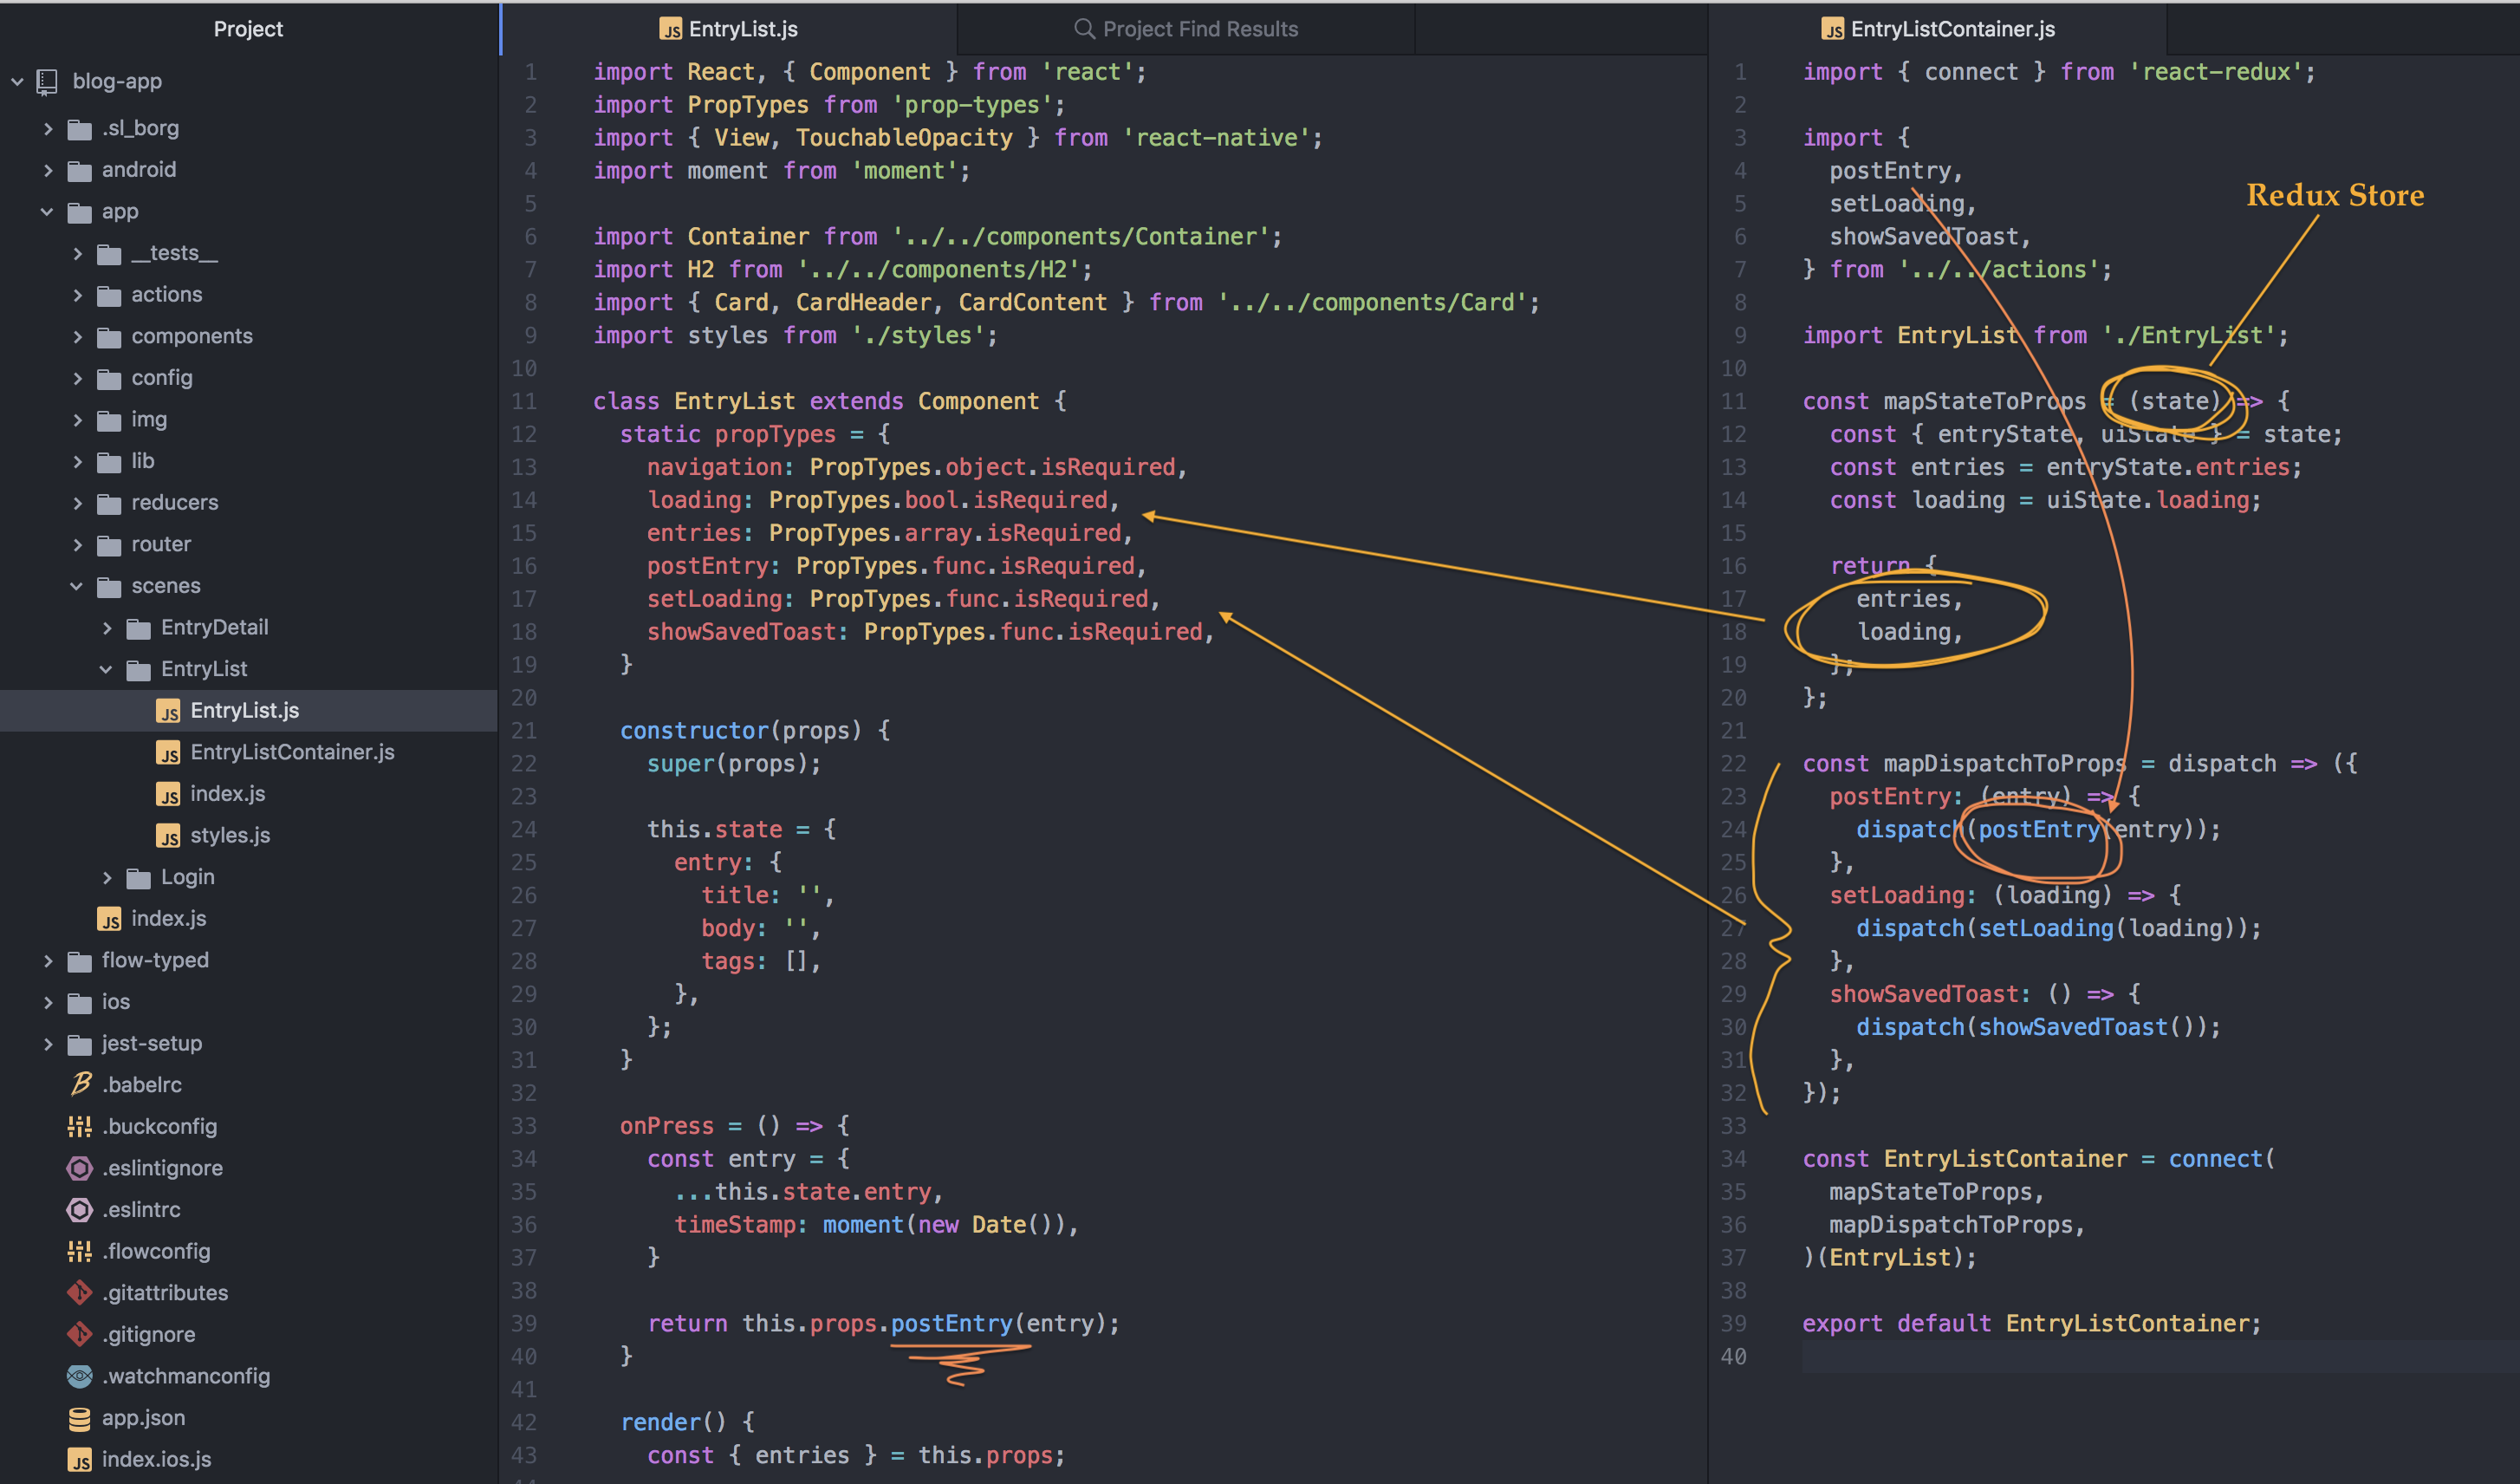 Project
blog-app
.sl_borg
android
app
__tests__
actions
components
config
img
lib
reducers
router
scenes
EntryDetail
EntryList
EntryList.js
EntryListContainer.js
index.js
styles.js
Login
index.js
flow-typed
ios
jest-setup
.babelrc
.buckconfig
.eslintignore
.eslintrc
.flowconfig
.gitattributes
.gitignore
.watchmanconfig
app.json
index.ios.js
EntryList.js
Project Find Results
1 import React, { Component } from 'react';
2 import PropTypes from 'prop-types';
3 import { View, TouchableOpacity } from 'react-native';
4 import moment from 'moment';
5
6 import Container from '../../components/Container';
7 import H2 from '../../components/H2';
8 import { Card, CardHeader, CardContent } from '../../components/Card';
9 import styles from './styles';
10
11 class EntryList extends Component {
12   static propTypes = {
13     navigation: PropTypes.object.isRequired,
14     loading: PropTypes.bool.isRequired,
15     entries: PropTypes.array.isRequired,
16     postEntry: PropTypes.func.isRequired,
17     setLoading: PropTypes.func.isRequired,
18     showSavedToast: PropTypes.func.isRequired,
19   }
20
21   constructor(props) {
22     super(props);
23
24     this.state = {
25       entry: {
26         title: '',
27         body: '',
28         tags: [],
29       },
30     };
31   }
32
33   onPress = () => {
34     const entry = {
35       ...this.state.entry,
36       timeStamp: moment(new Date()),
37     }
38
39     return this.props.postEntry(entry);
40   }
41
42   render() {
43     const { entries } = this.props;
EntryListContainer.js
1 import { connect } from 'react-redux';
2
3 import {
4   postEntry,
5   setLoading,
6   showSavedToast,
7 } from '../../actions';
8
9 import EntryList from './EntryList';
10
11 const mapStateToProps = (state) => {
12   const { entryState, uiState } = state;
13   const entries = entryState.entries;
14   const loading = uiState.loading;
15
16   return {
17     entries,
18     loading,
19   };
20 };
21
22 const mapDispatchToProps = dispatch => ({
23   postEntry: (entry) => {
24     dispatch(postEntry(entry));
25   },
26   setLoading: (loading) => {
27     dispatch(setLoading(loading));
28   },
29   showSavedToast: () => {
30     dispatch(showSavedToast());
31   },
32 });
33
34 const EntryListContainer = connect(
35   mapStateToProps,
36   mapDispatchToProps,
37 )(EntryList);
38
39 export default EntryListContainer;
40
Redux Store